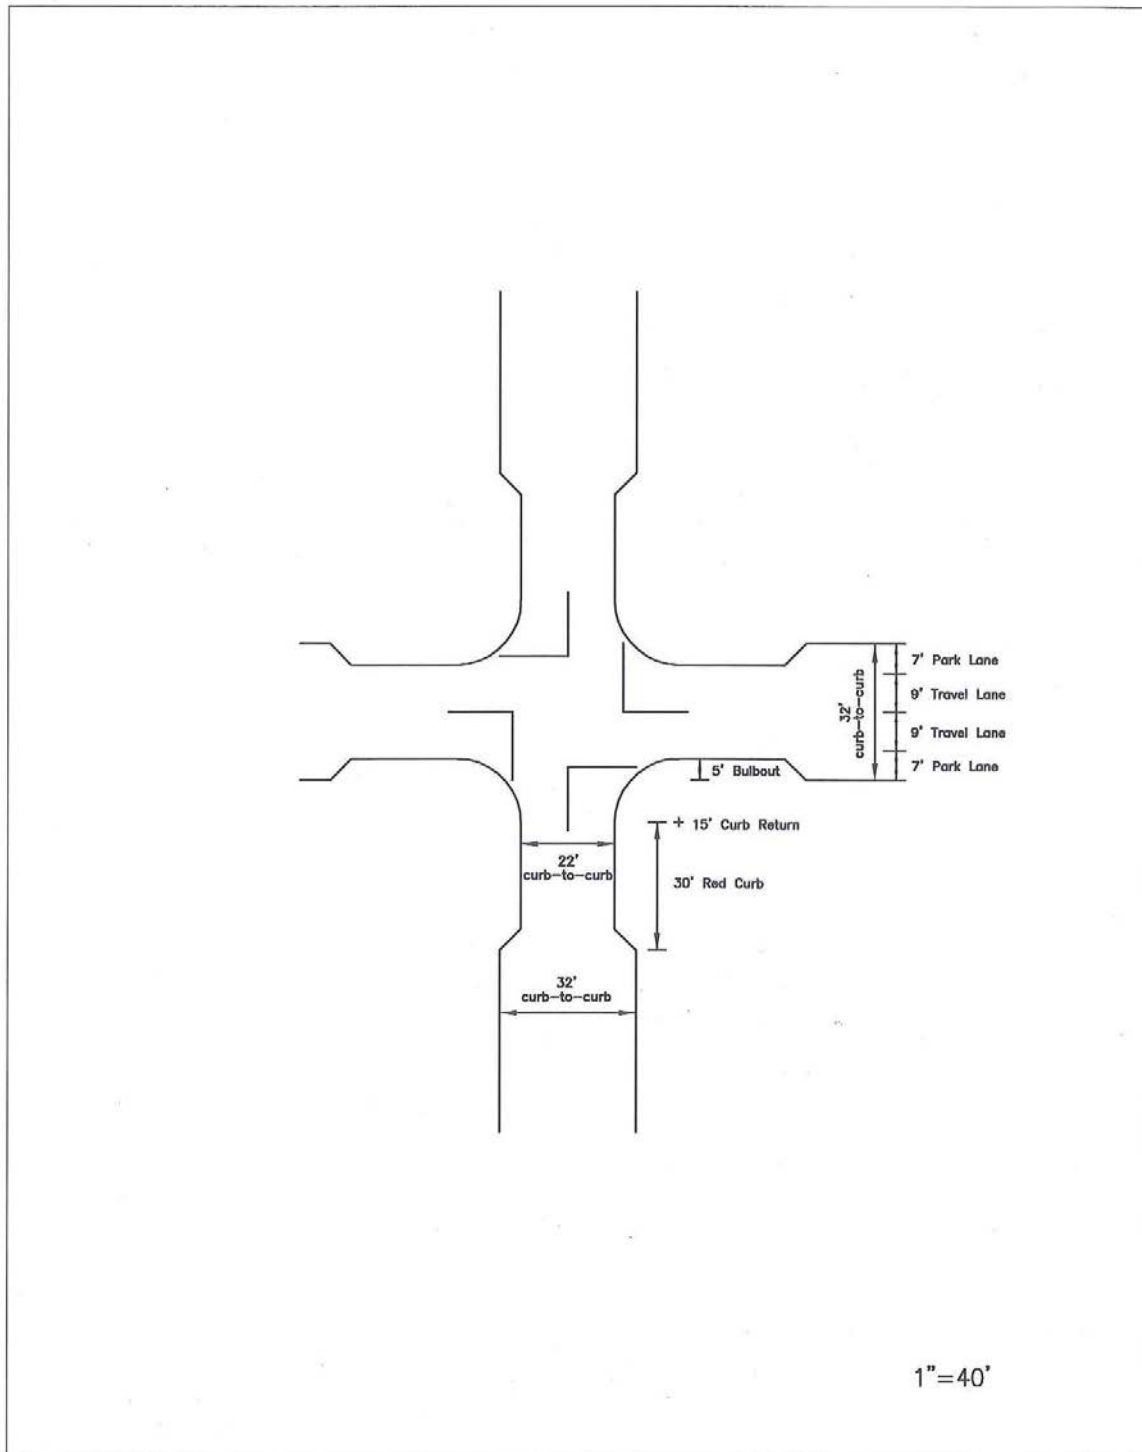 7' Park Lane
9' Travel Lane
32'
curb-to-curb
9' Travel Lane
7' Park Lane
5' Bulbout
15' Curb Return
22'
curb-to-curb
30' Red Curb
32'
curb-to-curb
1"=40'